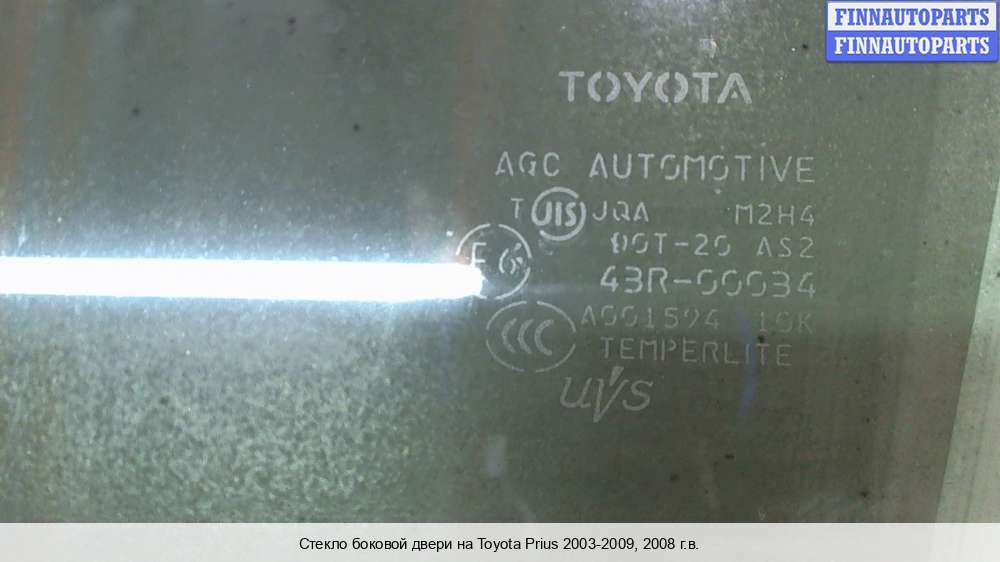 FINNAUTOPARTS
FINNAUTOPARTS
TOYOTA
AGC AUTOMOTIVE
T JIS JQA M2H4
DOT-20 AS2
E6 43R-00034
CCC A001594 10K
TEMPERLITE
UVS
Стекло боковой двери на Toyota Prius 2003-2009, 2008 г.в.